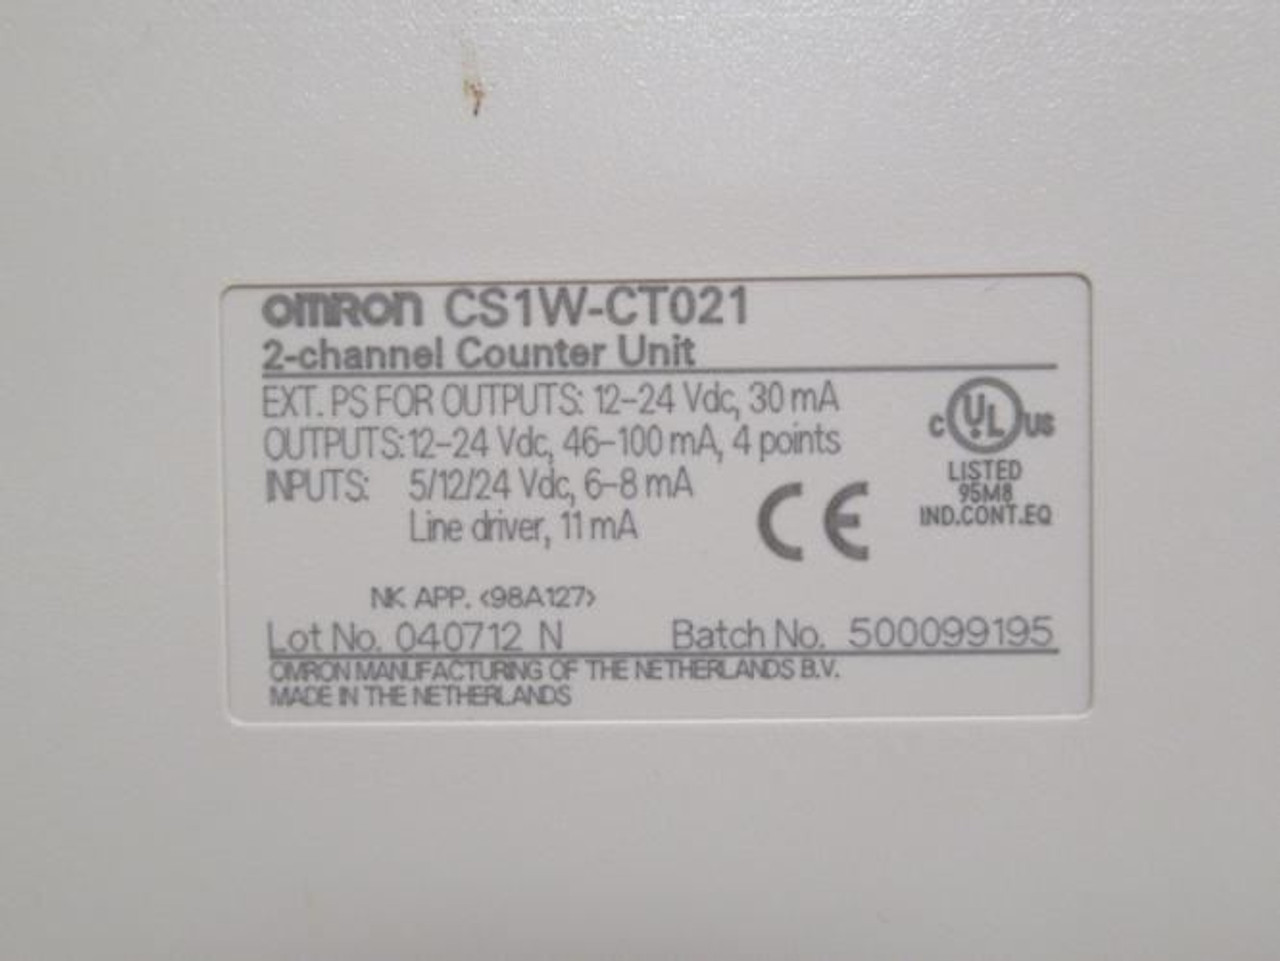 OMRON CS1W-CT021
2-channel Counter Unit
EXT. PS FOR OUTPUTS: 12-24 Vdc, 30 mA
OUTPUTS: 12-24 Vdc, 46-100 mA, 4 points
INPUTS: 5/12/24 Vdc, 6-8 mA
Line driver, 11 mA
C UL US
LISTED
95M8
IND.CONT.EQ
CE
NK APP. <98A127>
Lot No. 040712 N Batch No. 500099195
OMRON MANUFACTURING OF THE NETHERLANDS B.V.
MADE IN THE NETHERLANDS